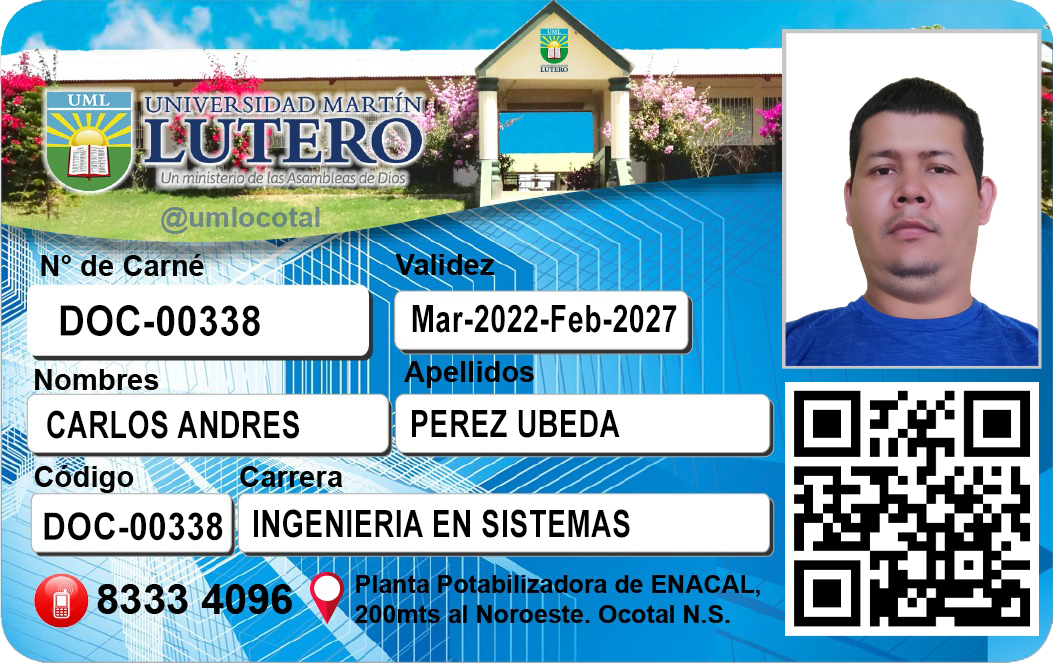 UML
LUTERO
UML
UNIVERSIDAD MARTÍN
LUTERO
Un ministerio de las Asambleas de Dios
@umlocotal
N° de Carné
Validez
DOC-00338
Mar-2022-Feb-2027
Nombres
Apellidos
CARLOS ANDRES
PEREZ UBEDA
Código
Carrera
DOC-00338
INGENIERIA EN SISTEMAS
8333 4096
Planta Potabilizadora de ENACAL,
200mts al Noroeste. Ocotal N.S.